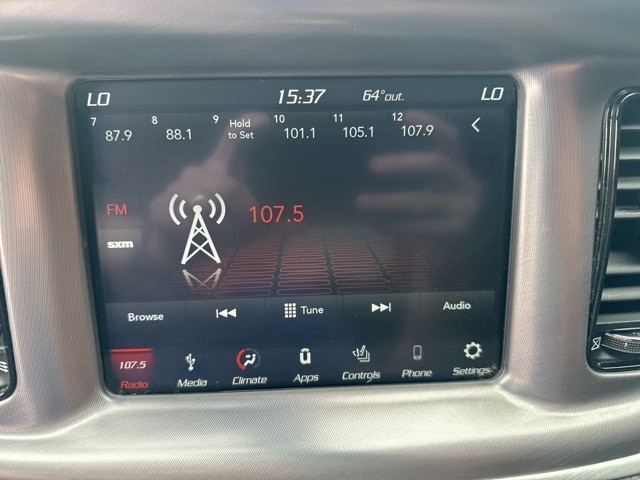 LO 15:37 64°out. LO
7 87.9 8 88.1 9 Hold to Set 10 101.1 11 105.1 12 107.9
FM 107.5
sxm
Browse Tune Audio
107.5
Radio Media Climate Apps Controls Phone Settings